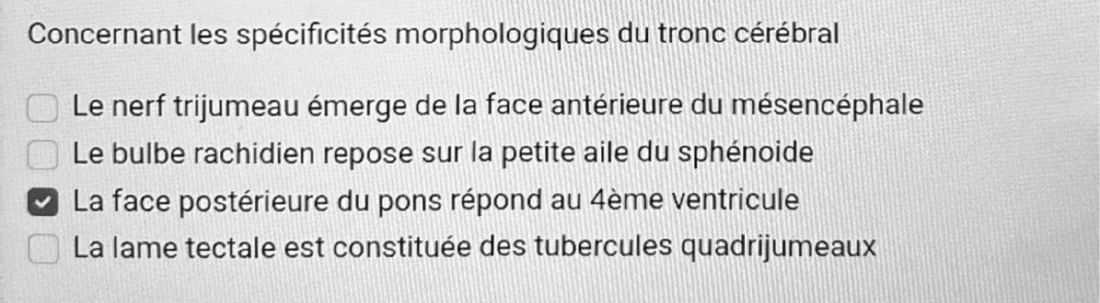 Concernant les spécificités morphologiques du tronc cérébral
Le nerf trijumeau émerge de la face antérieure du mésencéphale
Le bulbe rachidien repose sur la petite aile du sphénoide
La face postérieure du pons répond au 4ème ventricule
La lame tectale est constituée des tubercules quadrijumeaux